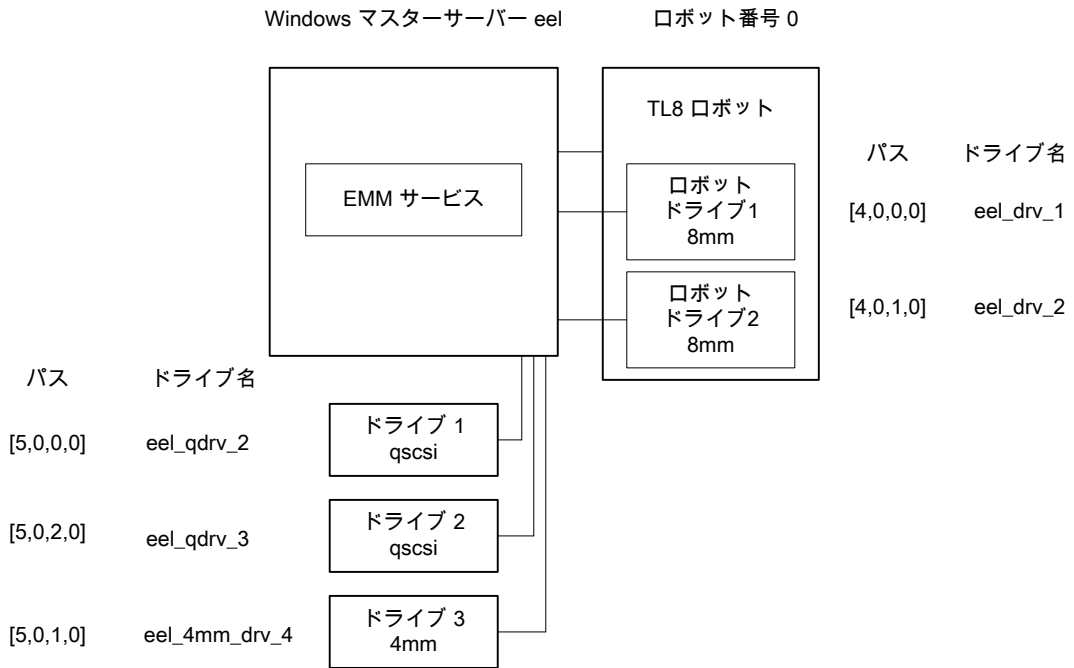 Windows マスターサーバー eel
ロボット番号 0
EMM サービス
TL8 ロボット
パス ドライブ名
ロボット
ドライブ1
8mm
[4,0,0,0] eel_drv_1
ロボット
ドライブ2
8mm
[4,0,1,0] eel_drv_2
パス ドライブ名
[5,0,0,0] eel_qdrv_2
ドライブ 1
qscsi
[5,0,2,0] eel_qdrv_3
ドライブ 2
qscsi
[5,0,1,0] eel_4mm_drv_4
ドライブ 3
4mm